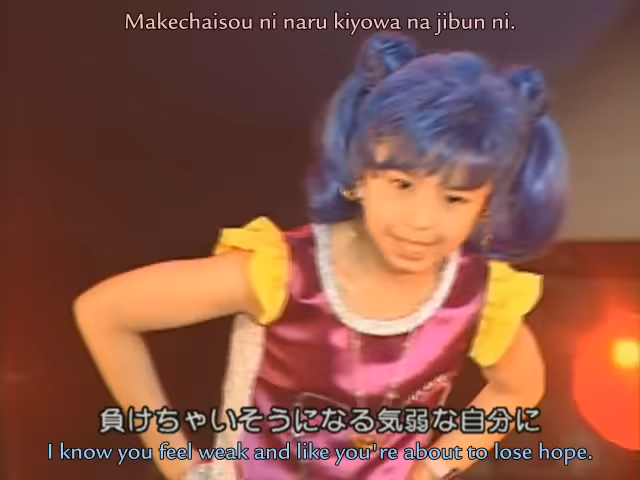 Makechaisou ni naru kiyowa na jibun ni.
負けちゃいそうになる気弱な自分に
I know you feel weak and like you're about to lose hope.